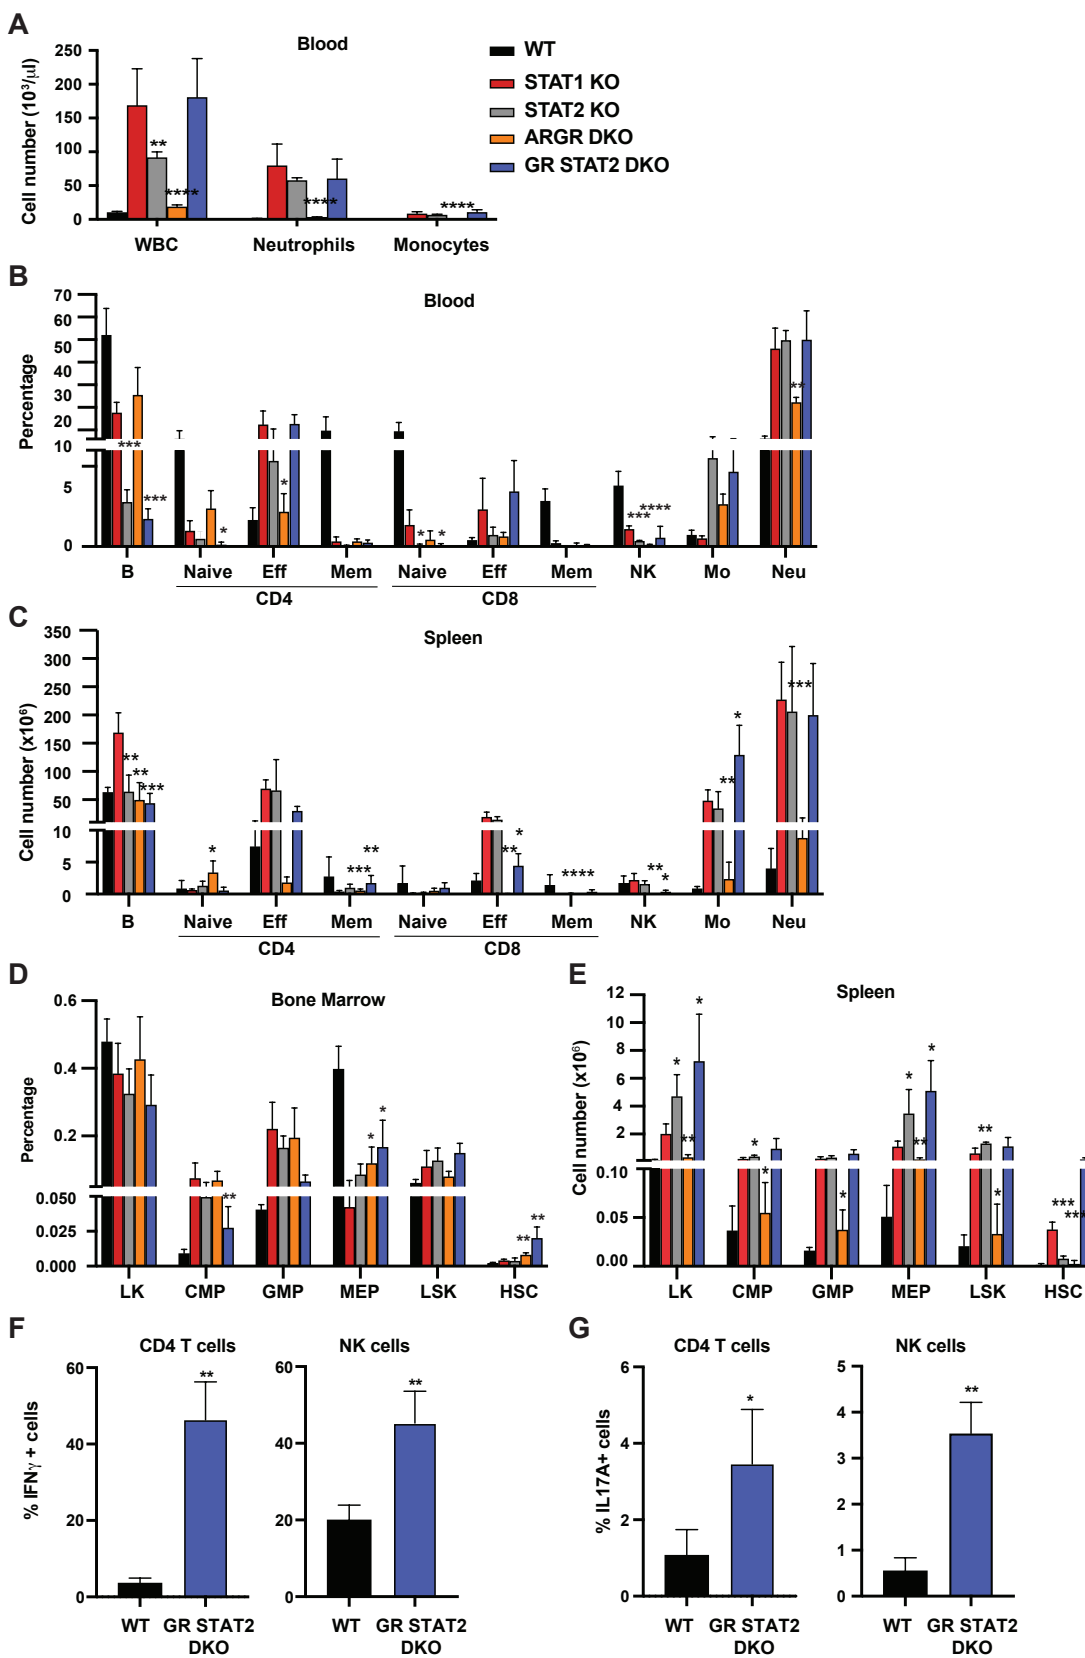 A
Blood
WT
STAT1 KO
STAT2 KO
ARGR DKO
GR STAT2 DKO
Cell number (10³/µl)
250
200
150
100
50
0
**
****
****
****
WBC
Neutrophils
Monocytes
B
Blood
Percentage
70
60
50
40
30
20
10
5
0
***
***
*
*
*
*
***
****
**
B
Naive
Eff
Mem
Naive
Eff
Mem
NK
Mo
Neu
CD4
CD8
C
Spleen
Cell number (x10⁶)
350
300
250
200
150
100
50
10
5
0
**
**
***
*
***
**
**
*
****
**
*
**
*
***
B
Naive
Eff
Mem
Naive
Eff
Mem
NK
Mo
Neu
CD4
CD8
D
Bone Marrow
Percentage
0.6
0.4
0.2
0.050
0.025
0.000
**
*
*
**
**
LK
CMP
GMP
MEP
LSK
HSC
E
Spleen
Cell number (x10⁶)
12
10
8
6
4
2
0.10
0.05
0.00
*
**
*
*
*
*
*
**
*
**
*
***
***
LK
CMP
GMP
MEP
LSK
HSC
F
CD4 T cells
NK cells
% IFNγ + cells
60
40
20
0
**
WT
GR STAT2
DKO
60
40
20
0
**
WT
GR STAT2
DKO
G
CD4 T cells
NK cells
% IL17A+ cells
6
4
2
0
*
WT
GR STAT2
DKO
5
4
3
2
1
0
**
WT
GR STAT2
DKO